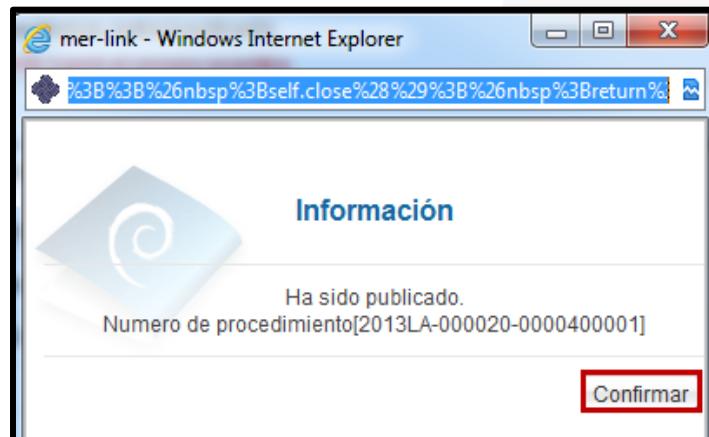 mer-link - Windows Internet Explorer
%3B%3B%26nbsp%3Bself.close%28%29%3B%26nbsp%3Breturn%
Información
Ha sido publicado.
Numero de procedimiento[2013LA-000020-0000400001]
Confirmar